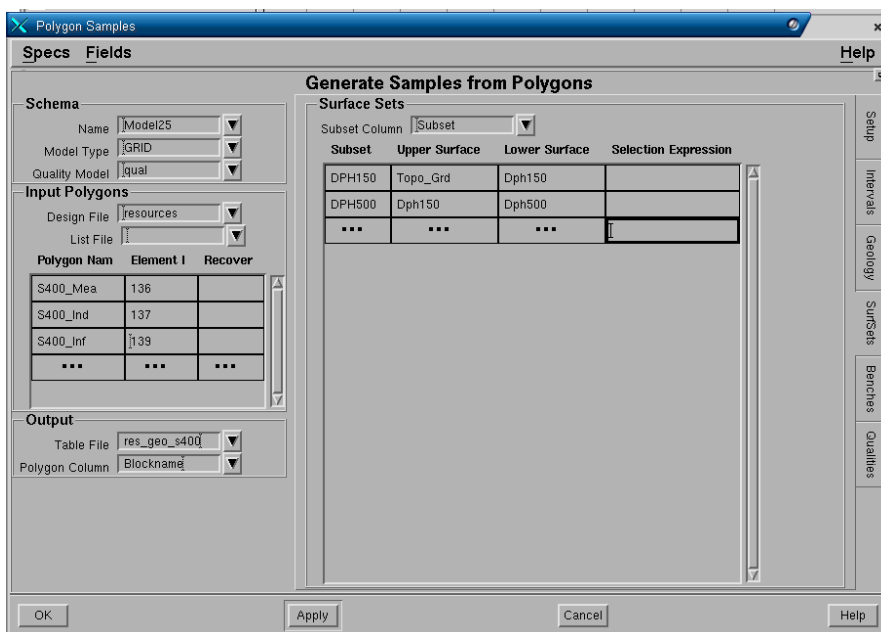 Polygon Samples
Specs Fields Help
Generate Samples from Polygons
Schema
Name Model25
Model Type GRID
Quality Model qual
Input Polygons
Design File resources
List File
Polygon Nam Element I Recover
S400_Mea 136
S400_Ind 137
S400_Inf 139
... ... ...
Output
Table File res_geo_s400
Polygon Column Blockname
Surface Sets
Subset Column Subset
Subset Upper Surface Lower Surface Selection Expression
DPH150 Topo_Grd Dph150
DPH500 Dph150 Dph500
... ... ...
Setup
Intervals
Geology
SurfSets
Benches
Qualities
OK Apply Cancel Help